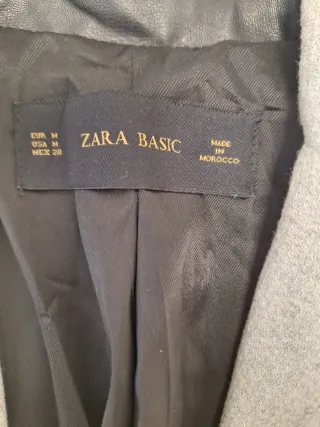 EUR M
USA M
MEX 28
ZARA BASIC
MADE
IN
MOROCCO